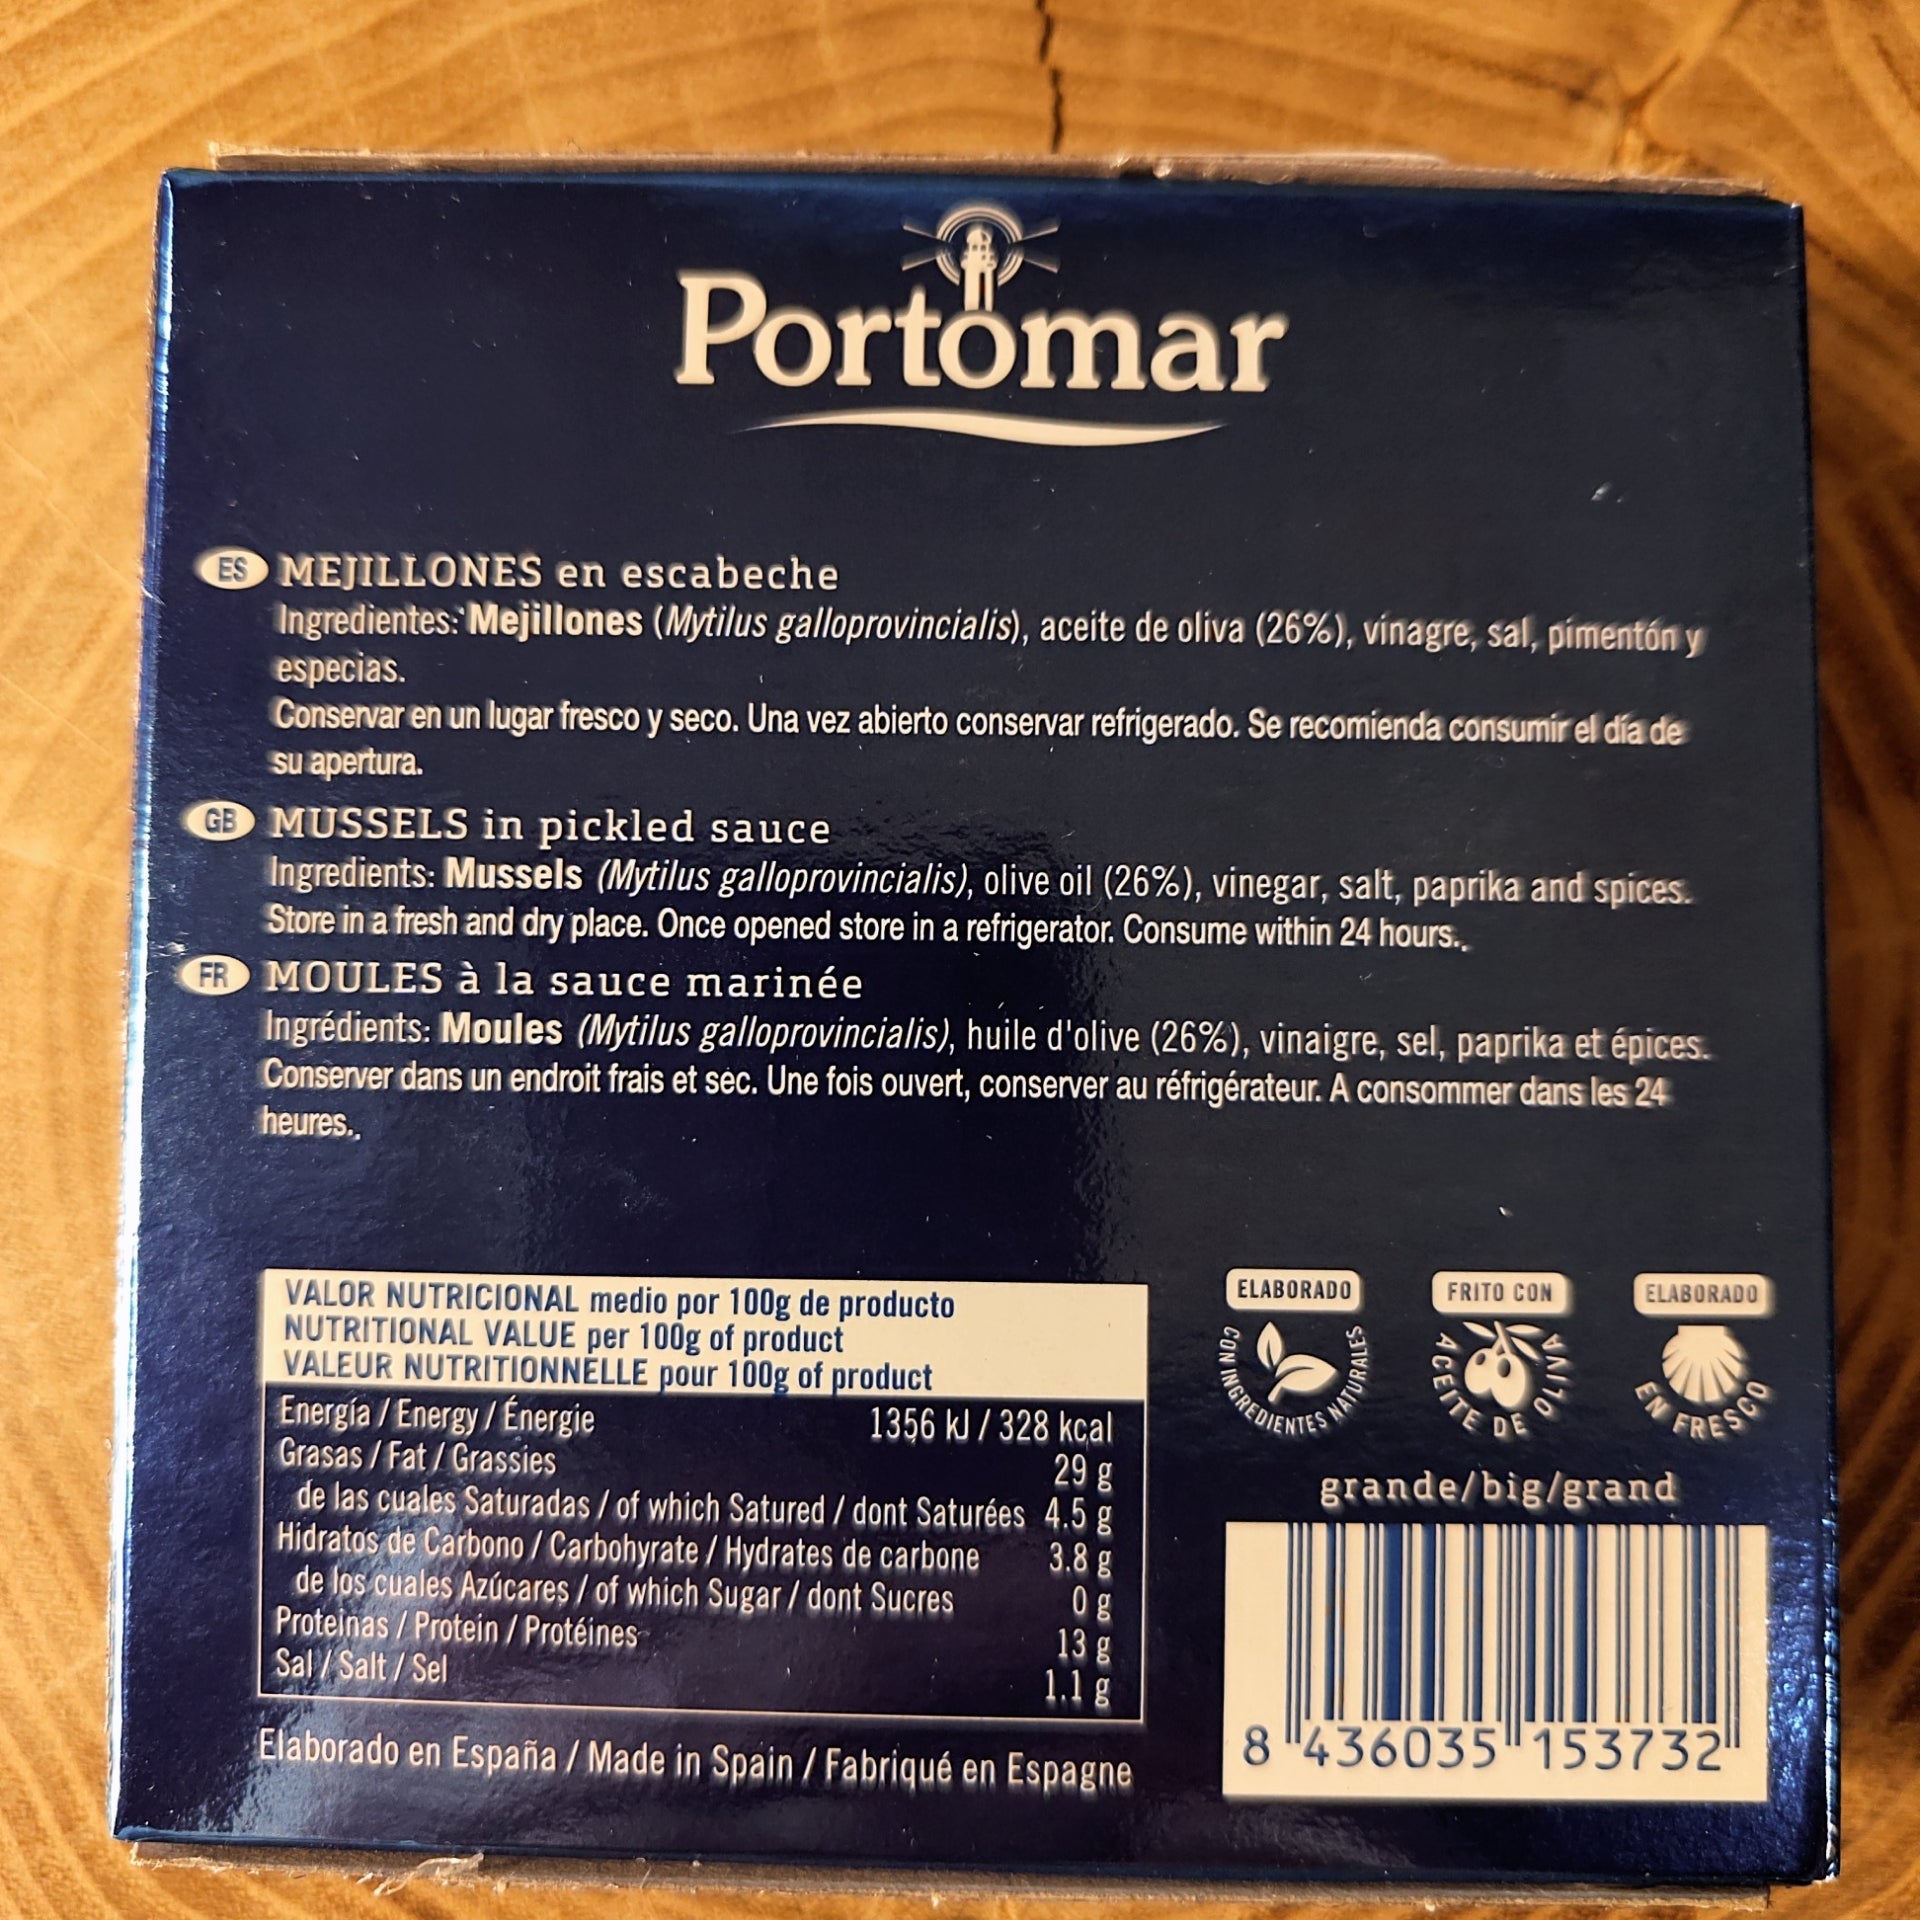 Portomar
ES MEJILLONES en escabeche
Ingredientes: Mejillones (Mytilus galloprovincialis), aceite de oliva (26%), vinagre, sal, pimentón y
especias.
Conservar en un lugar fresco y seco. Una vez abierto conservar refrigerado. Se recomienda consumir el día de
su apertura.
GB MUSSELS in pickled sauce
Ingredients: Mussels (Mytilus galloprovincialis), olive oil (26%), vinegar, salt, paprika and spices.
Store in a fresh and dry place. Once opened store in a refrigerator. Consume within 24 hours..
FR MOULES à la sauce marinée
Ingrédients: Moules (Mytilus galloprovincialis), huile d'olive (26%), vinaigre, sel, paprika et épices.
Conserver dans un endroit frais et sec. Une fois ouvert, conserver au réfrigérateur. A consommer dans les 24
heures..
VALOR NUTRICIONAL medio por 100g de producto
NUTRITIONAL VALUE per 100g of product
VALEUR NUTRITIONNELLE pour 100g of product
Energía / Energy / Énergie 1356 kJ / 328 kcal
Grasas / Fat / Grassies 29 g
de las cuales Saturadas / of which Satured / dont Saturées 4.5 g
Hidratos de Carbono / Carbohyrate / Hydrates de carbone 3.8 g
de los cuales Azúcares / of which Sugar / dont Sucres 0 g
Proteinas / Protein / Protéines 13 g
Sal / Salt / Sel 1.1 g
Elaborado en España / Made in Spain / Fabriqué en Espagne
ELABORADO
CON INGREDIENTES NATURALES
FRITO CON
ACEITE DE OLIVA
ELABORADO
EN FRESCO
grande/big/grand
8 436035 153732